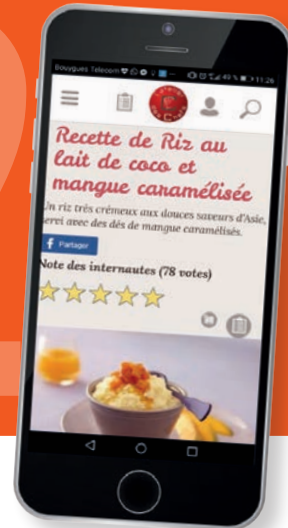 Bouygues Telecom
49 % 11:26
Recette de Riz au
lait de coco et
mangue caramélisée
Un riz très crémeux aux douces saveurs d'Asie,
servi avec des dés de mangue caramélisés.
f Partager
Note des internautes (78 votes)